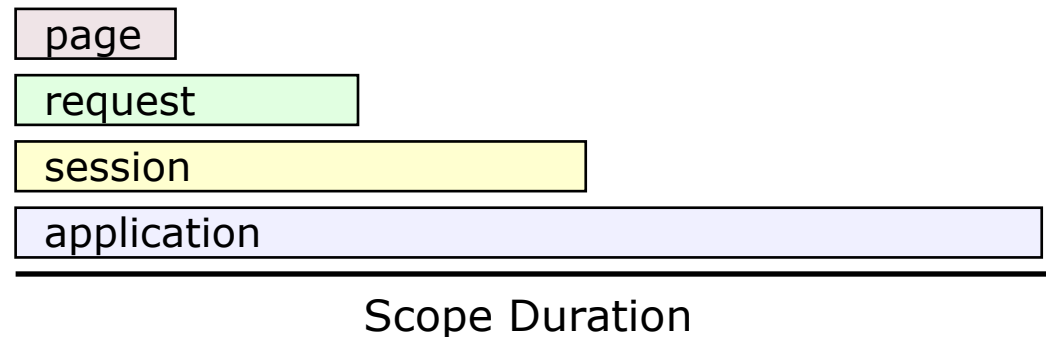 page
request
session
application
Scope Duration